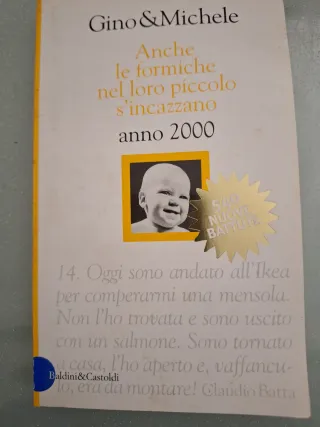 Gino&Michele
Anche
le formiche
nel loro piccolo
s'incazzano
anno 2000
NUOVE
BATTUTE
14. Oggi sono andato all'Ikea
per comperarmi una mensola.
Non l'ho trovata e sono uscito
con un salmone. Sono tornato
a casa, l'ho aperto e, vaffancu-
lo, era da montare! Claudio Batta
Baldini&Castoldi